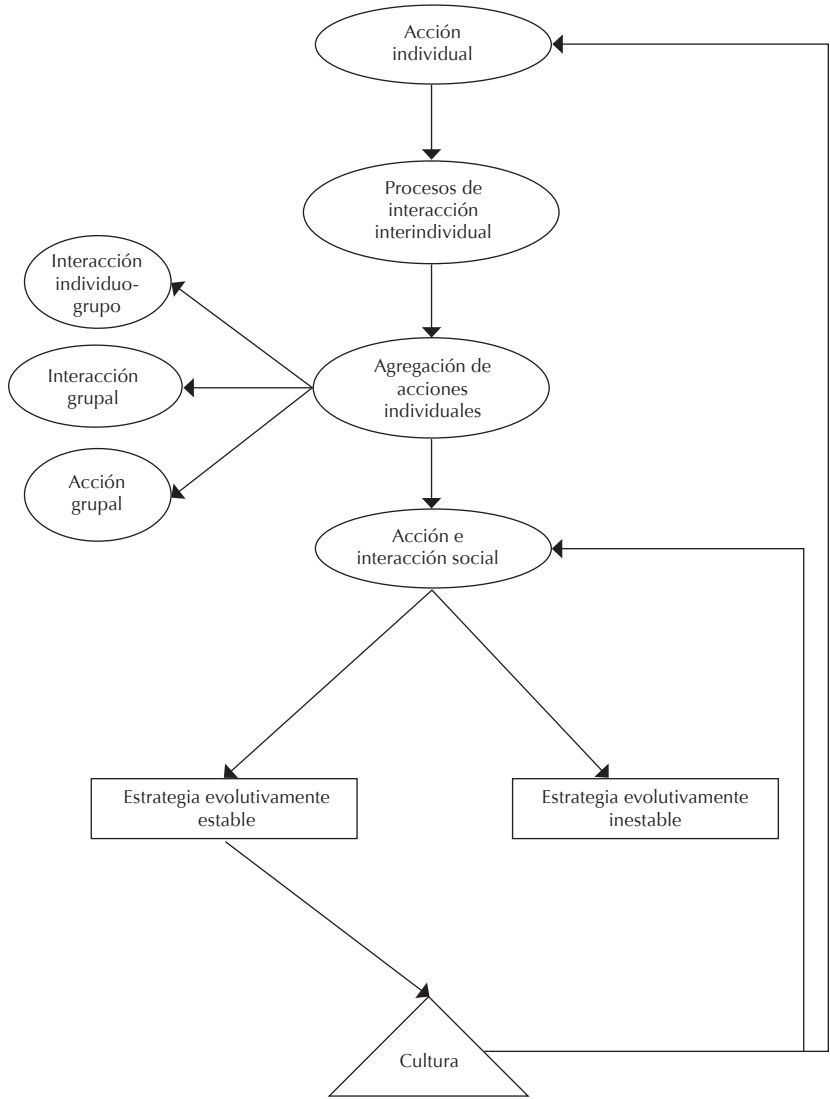 Acción
individual
Procesos de
interacción
interindividual
Interacción
individuo-
grupo
Interacción
grupal
Agregación de
acciones
individuales
Acción
grupal
Acción e
interacción social
Estrategia evolutivamente
estable
Estrategia evolutivamente
inestable
Cultura